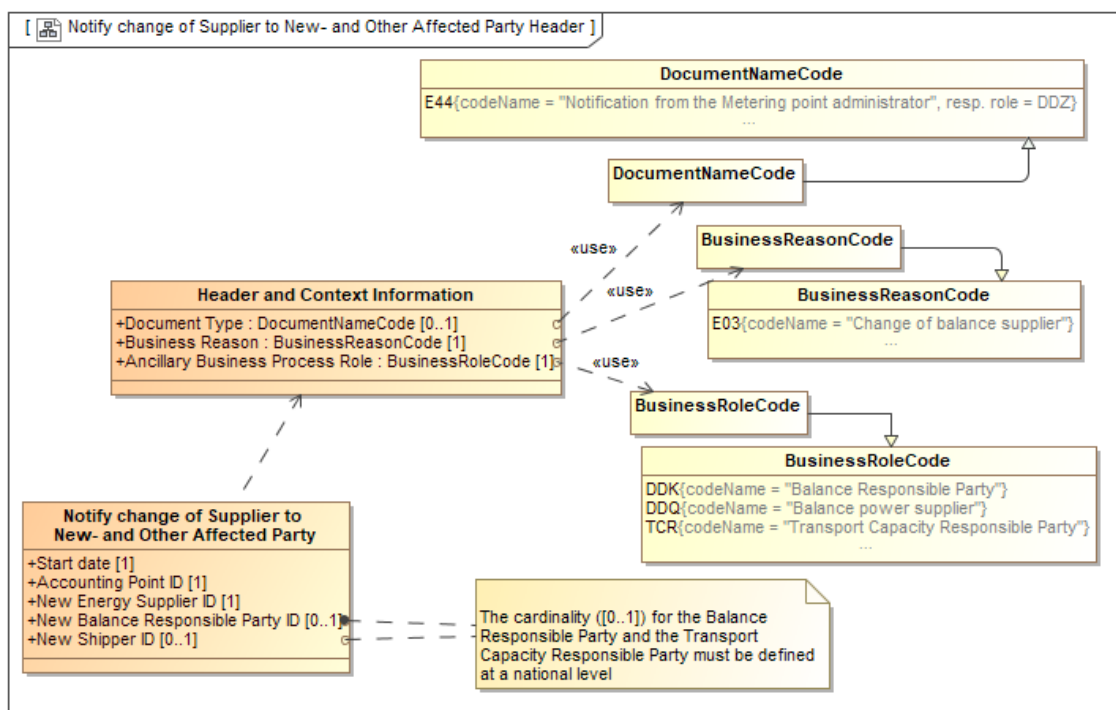 [ Notify change of Supplier to New- and Other Affected Party Header ]
DocumentNameCode
E44{codeName = "Notification from the Metering point administrator", resp. role = DDZ}
...
DocumentNameCode
«use»
BusinessReasonCode
«use»
BusinessReasonCode
E03{codeName = "Change of balance supplier"}
...
Header and Context Information
+Document Type : DocumentNameCode [0..1]
+Business Reason : BusinessReasonCode [1]
+Ancillary Business Process Role : BusinessRoleCode [1]
«use»
BusinessRoleCode
BusinessRoleCode
DDK{codeName = "Balance Responsible Party"}
DDQ{codeName = "Balance power supplier"}
TCR{codeName = "Transport Capacity Responsible Party"}
...
Notify change of Supplier to
New- and Other Affected Party
+Start date [1]
+Accounting Point ID [1]
+New Energy Supplier ID [1]
+New Balance Responsible Party ID [0..1]
+New Shipper ID [0..1]
The cardinality ([0..1]) for the Balance
Responsible Party and the Transport
Capacity Responsible Party must be defined
at a national level